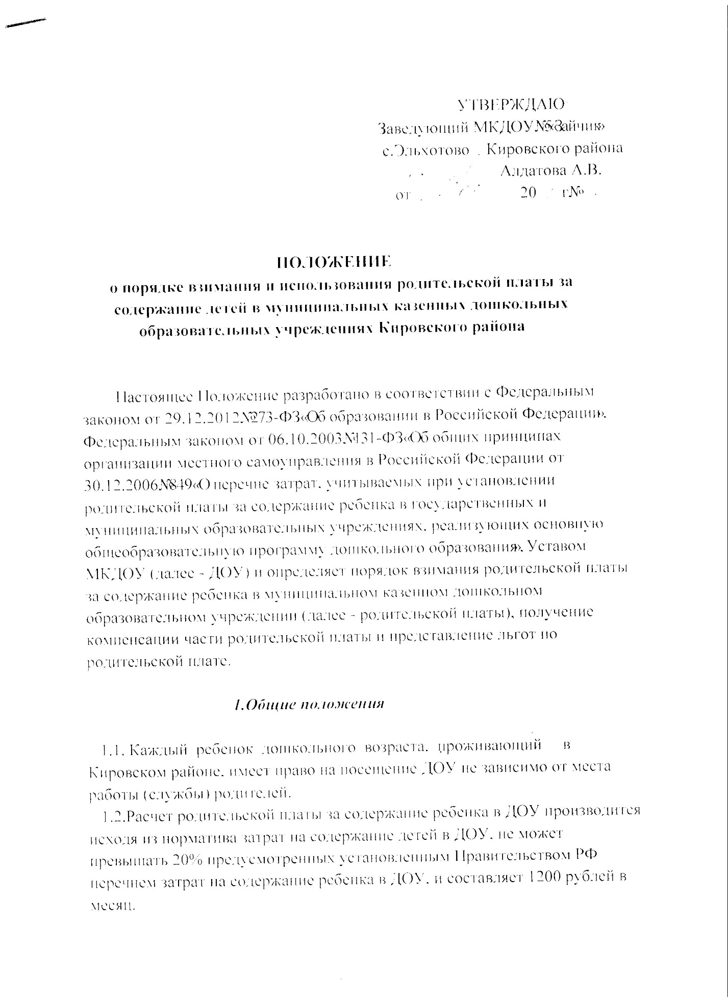 УТВЕРЖДАЮ
Заведующий МКДОУ№5«Зайчик»
с.Эльхотово Кировского района
Алдатова А.В.
от 20 г№
ПОЛОЖЕНИЕ
о порядке взимания и использования родительской платы за
содержание детей в муниципальных казенных дошкольных
образовательных учреждениях Кировского района
Настоящее Положение разработано в соответствии с Федеральным
законом от 29.12.2012№273-ФЗ«Об образовании в Российской Федерации»,
Федеральным законом от 06.10.2003№131-ФЗ«Об общих принципах
организации местного самоуправления в Российской Федерации от
30.12.2006№849«О перечне затрат, учитываемых при установлении
родительской платы за содержание ребенка в государственных и
муниципальных образовательных учреждениях, реализующих основную
общеобразовательную программу дошкольного образования», Уставом
МКДОУ (далее - ДОУ) и определяет порядок взимания родительской платы
за содержание ребенка в муниципальном казенном дошкольном
образовательном учреждении (далее - родительской платы), получение
компенсации части родительской платы и представление льгот по
родительской плате.
1.Общие положения
1.1. Каждый ребенок дошкольного возраста, проживающий в
Кировском районе, имеет право на посещение ДОУ не зависимо от места
работы (службы) родителей.
1.2.Расчет родительской платы за содержание ребенка в ДОУ производится
исходя из норматива затрат на содержание детей в ДОУ, не может
превышать 20% предусмотренных установленным Правительством РФ
перечнем затрат на содержание ребенка в ДОУ, и составляет 1200 рублей в
месяц.